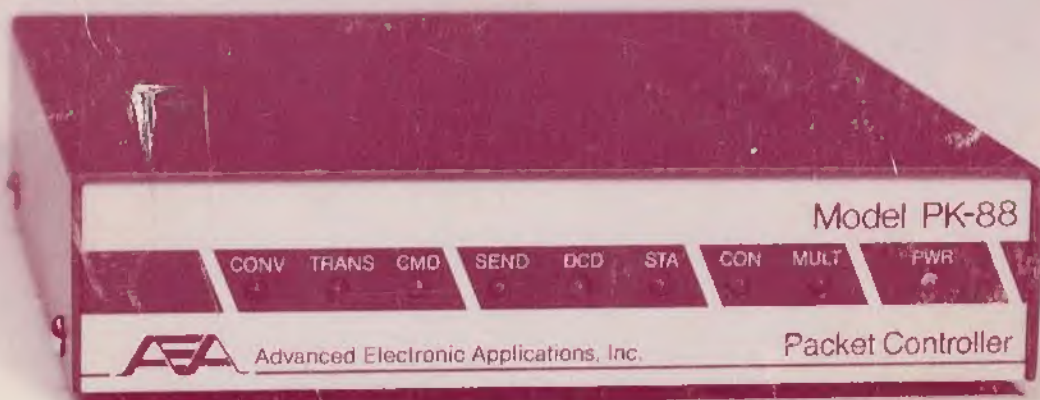 Model PK-88
CONV TRANS CMD SEND DCD STA CON MULT PWR
AEA Advanced Electronic Applications, Inc.
Packet Controller